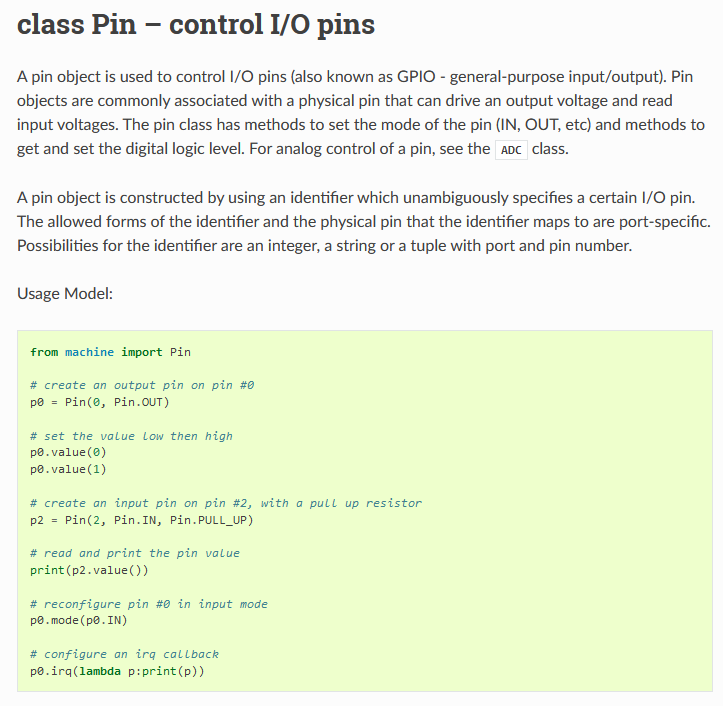 class Pin – control I/O pins
A pin object is used to control I/O pins (also known as GPIO - general-purpose input/output). Pin
objects are commonly associated with a physical pin that can drive an output voltage and read
input voltages. The pin class has methods to set the mode of the pin (IN, OUT, etc) and methods to
get and set the digital logic level. For analog control of a pin, see the ADC class.
A pin object is constructed by using an identifier which unambiguously specifies a certain I/O pin.
The allowed forms of the identifier and the physical pin that the identifier maps to are port-specific.
Possibilities for the identifier are an integer, a string or a tuple with port and pin number.
Usage Model:
from machine import Pin
# create an output pin on pin #0
p0 = Pin(0, Pin.OUT)
# set the value low then high
p0.value(0)
p0.value(1)
# create an input pin on pin #2, with a pull up resistor
p2 = Pin(2, Pin.IN, Pin.PULL_UP)
# read and print the pin value
print(p2.value())
# reconfigure pin #0 in input mode
p0.mode(p0.IN)
# configure an irq callback
p0.irq(lambda p:print(p))